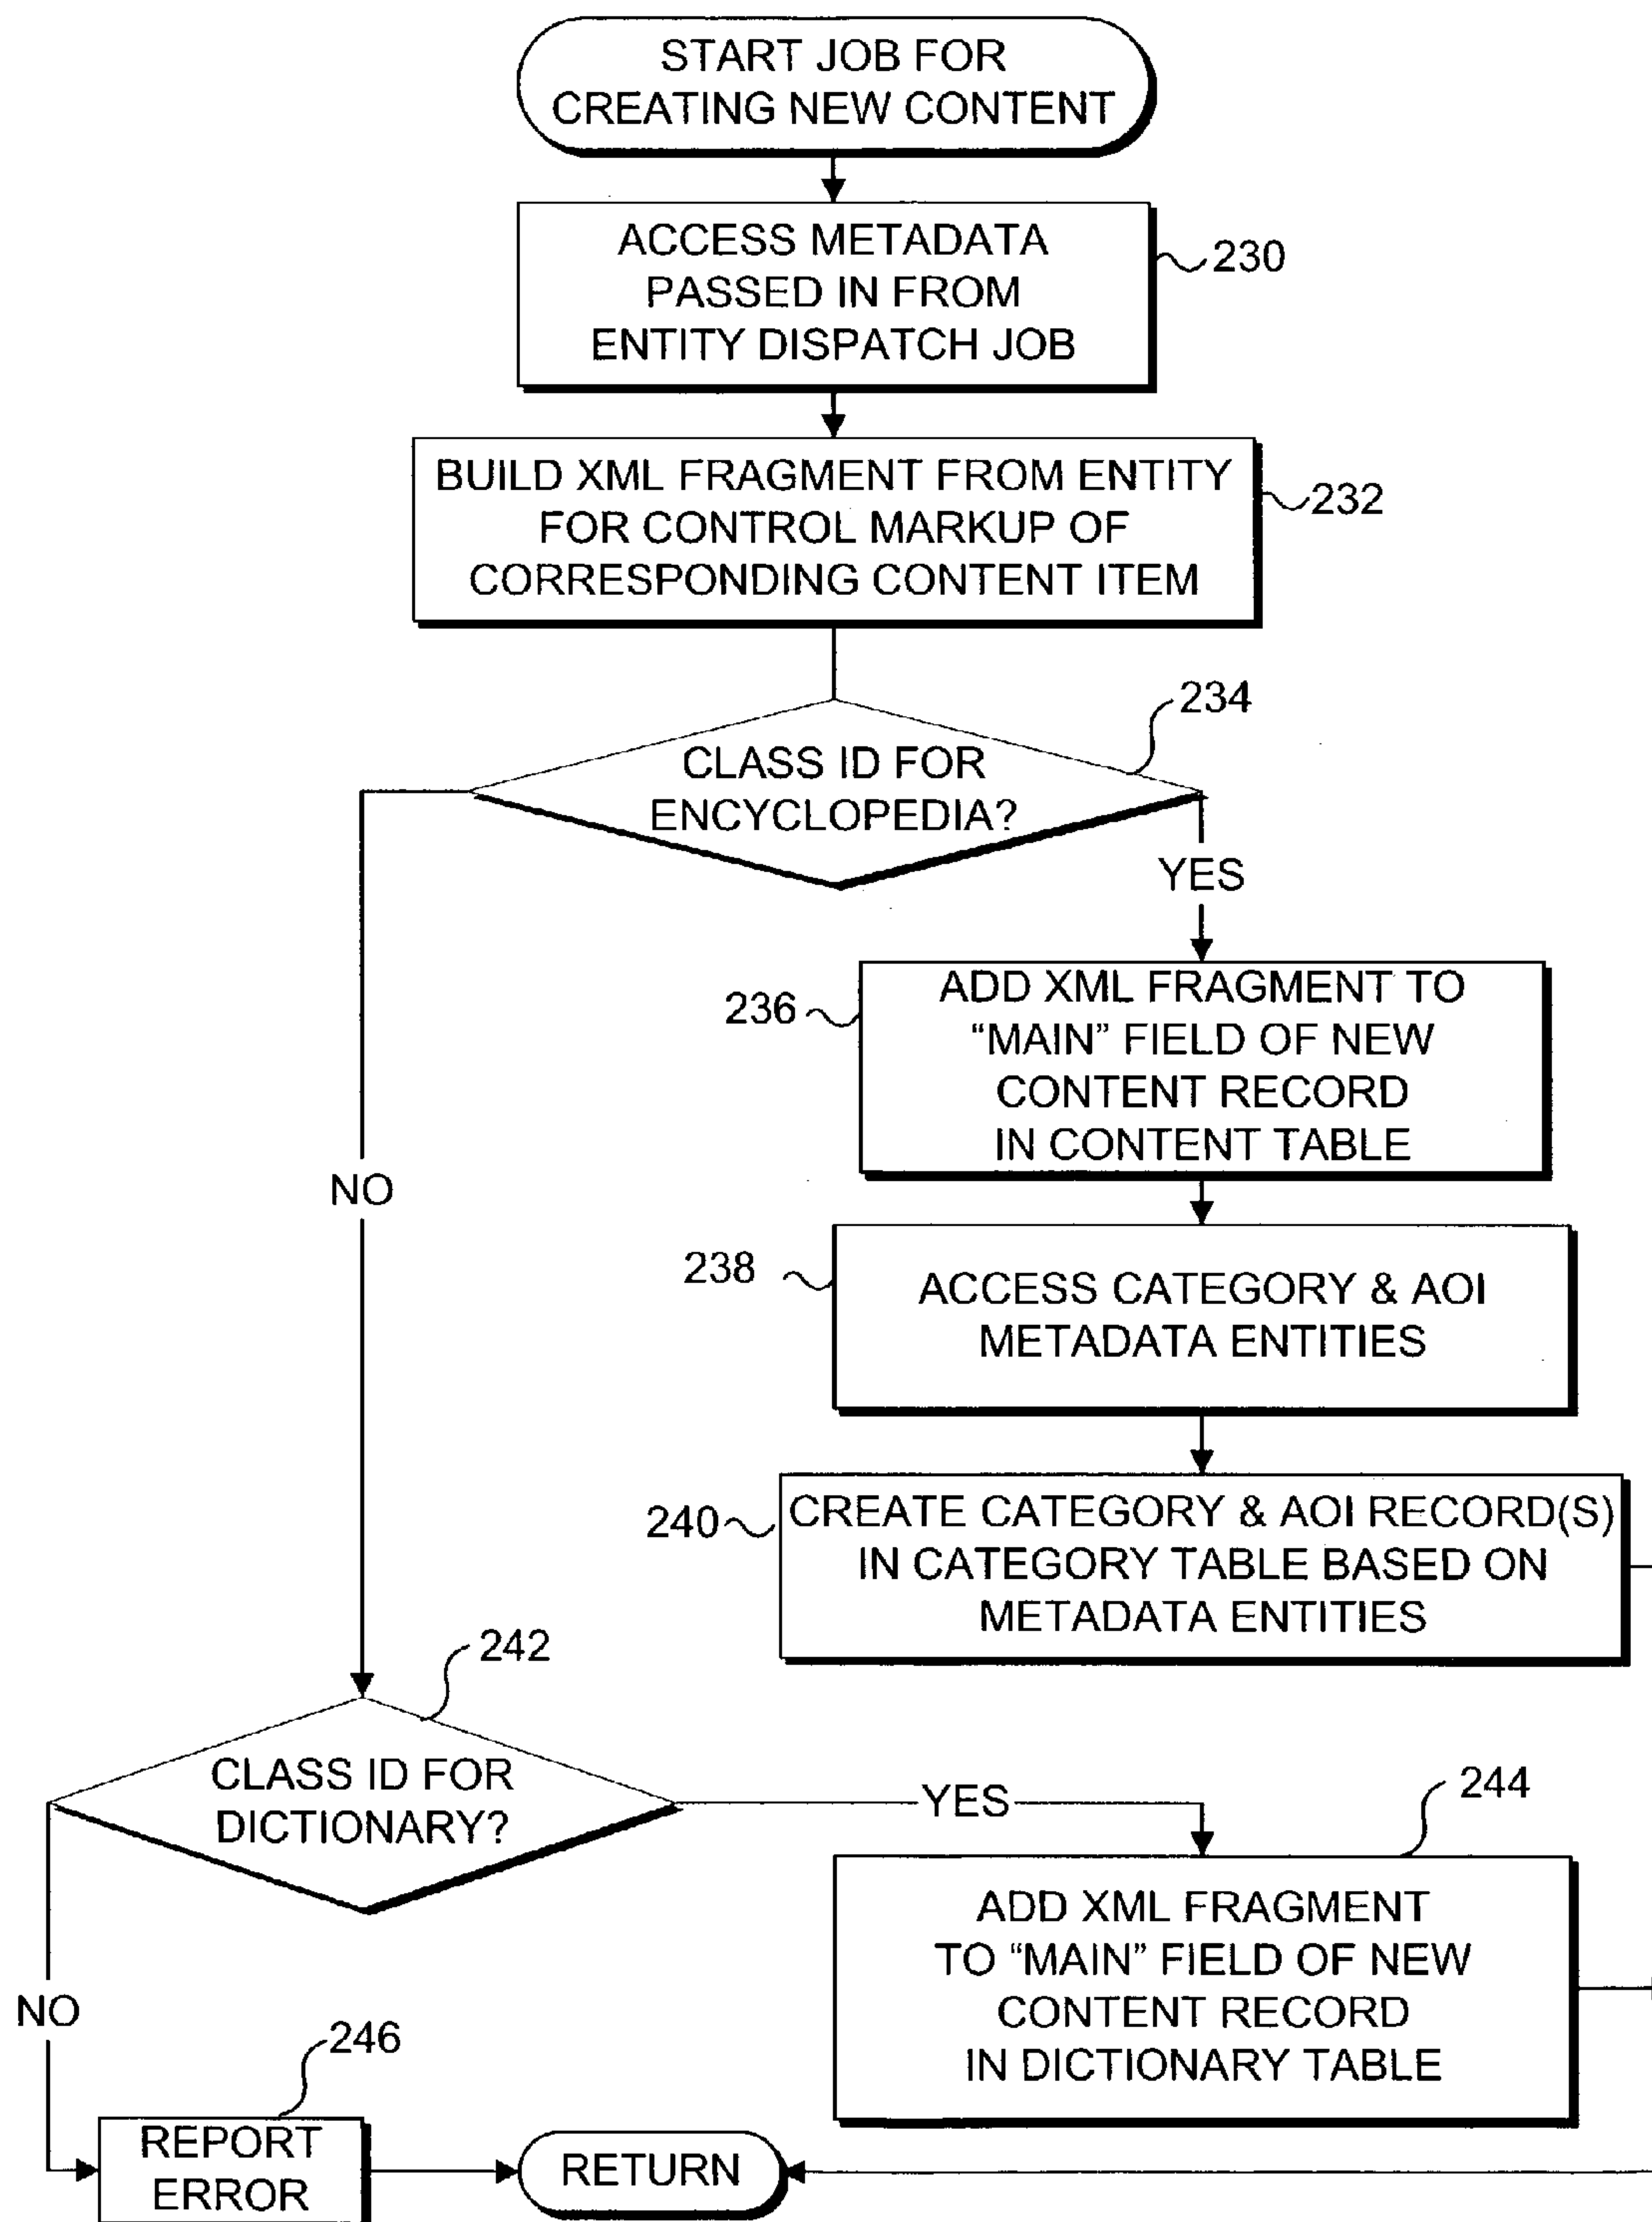 START JOB FOR
CREATING NEW CONTENT
ACCESS METADATA
PASSED IN FROM
ENTITY DISPATCH JOB
230
BUILD XML FRAGMENT FROM ENTITY
FOR CONTROL MARKUP OF
CORRESPONDING CONTENT ITEM
232
234
CLASS ID FOR
ENCYCLOPEDIA?
YES
236
ADD XML FRAGMENT TO
“MAIN” FIELD OF NEW
CONTENT RECORD
IN CONTENT TABLE
NO
238
ACCESS CATEGORY & AOI
METADATA ENTITIES
240
CREATE CATEGORY & AOI RECORD(S)
IN CATEGORY TABLE BASED ON
METADATA ENTITIES
242
CLASS ID FOR
DICTIONARY?
YES
244
ADD XML FRAGMENT
TO “MAIN” FIELD OF NEW
CONTENT RECORD
IN DICTIONARY TABLE
NO
246
REPORT
ERROR
RETURN